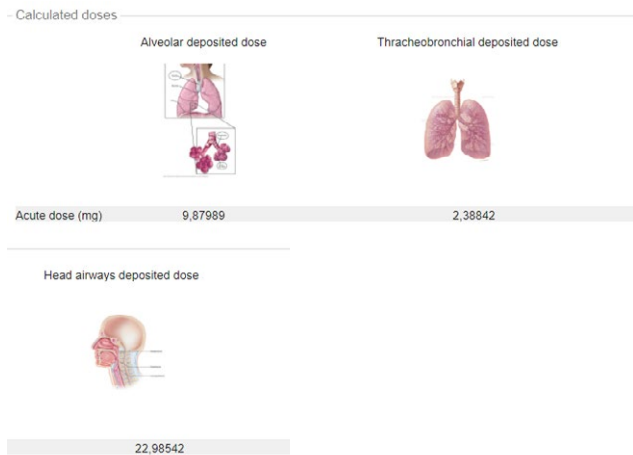 Calculated doses
Alveolar deposited dose
Thracheobronchial deposited dose
Acute dose (mg) 9,87989 2,38842
Head airways deposited dose
22,98542